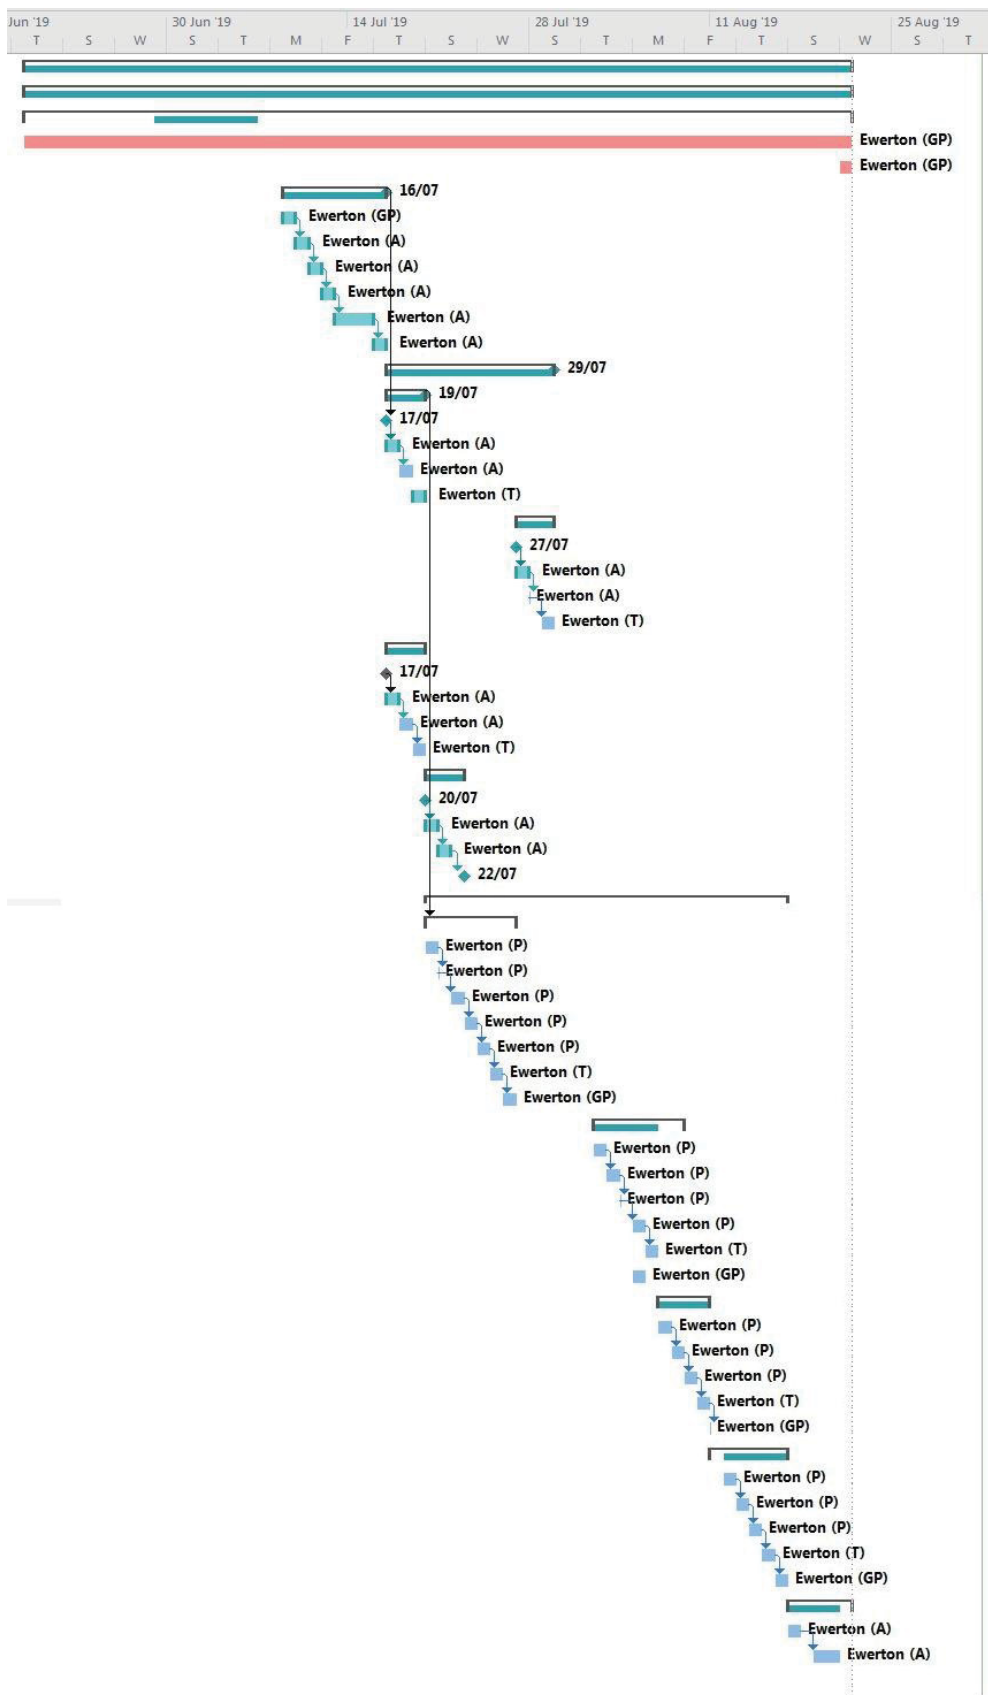 Jun '19 30 Jun '19 14 Jul '19 28 Jul '19 11 Aug '19 25 Aug '19
T S W S T M F T S W S T M F T S W S T
Ewerton (GP)
Ewerton (GP)
16/07
Ewerton (GP)
Ewerton (A)
Ewerton (A)
Ewerton (A)
Ewerton (A)
Ewerton (A)
29/07
19/07
17/07
Ewerton (A)
Ewerton (A)
Ewerton (T)
27/07
Ewerton (A)
Ewerton (A)
Ewerton (T)
17/07
Ewerton (A)
Ewerton (A)
Ewerton (T)
20/07
Ewerton (A)
Ewerton (A)
22/07
Ewerton (P)
Ewerton (P)
Ewerton (P)
Ewerton (P)
Ewerton (P)
Ewerton (T)
Ewerton (GP)
Ewerton (P)
Ewerton (P)
Ewerton (P)
Ewerton (P)
Ewerton (T)
Ewerton (GP)
Ewerton (P)
Ewerton (P)
Ewerton (P)
Ewerton (T)
Ewerton (GP)
Ewerton (P)
Ewerton (P)
Ewerton (P)
Ewerton (T)
Ewerton (GP)
Ewerton (A)
Ewerton (A)